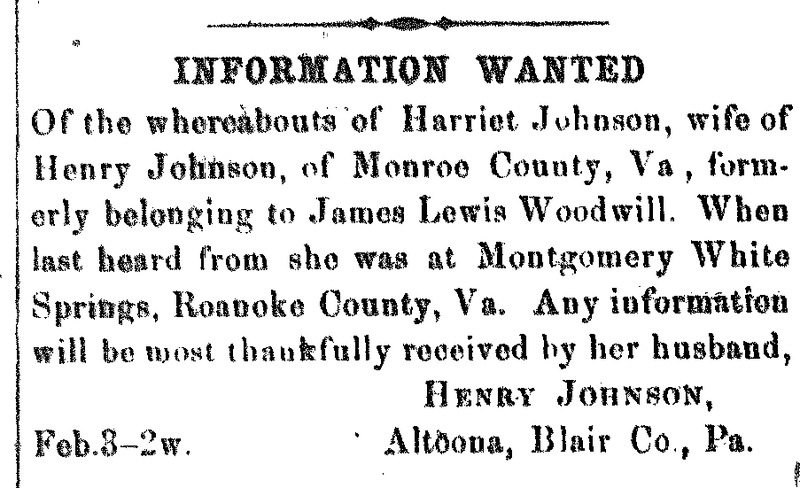 INFORMATION WANTED
Of the whereabouts of Harriet Johnson, wife of
Henry Johnson, of Monroe County, Va , form-
erly belonging to James Lewis Woodwill. When
last heard from she was at Montgomery White
Springs, Roanoke County, Va. Any information
will be most thankfully received by her husband,
HENRY JOHNSON,
Feb.3-2w. Altoona, Blair Co., Pa.